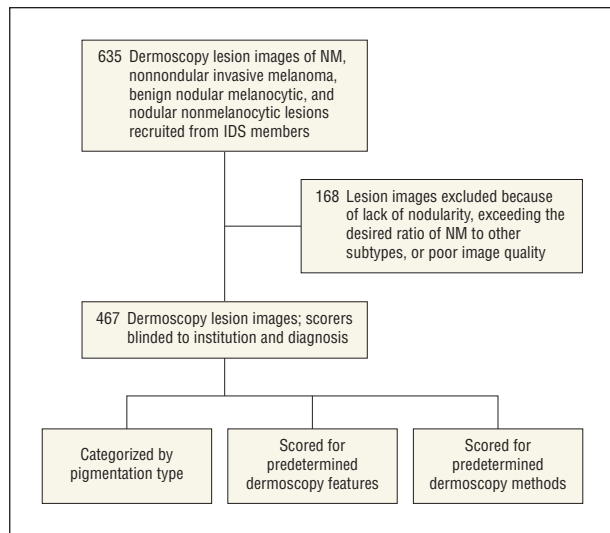 635 Dermoscopy lesion images of NM,
nonnondular invasive melanoma,
benign nodular melanocytic, and
nodular nonmelanocytic lesions
recruited from IDS members
168 Lesion images excluded because
of lack of nodularity, exceeding the
desired ratio of NM to other
subtypes, or poor image quality
467 Dermoscopy lesion images; scorers
blinded to institution and diagnosis
Categorized by
pigmentation type
Scored for
predetermined
dermoscopy features
Scored for
predetermined
dermoscopy methods